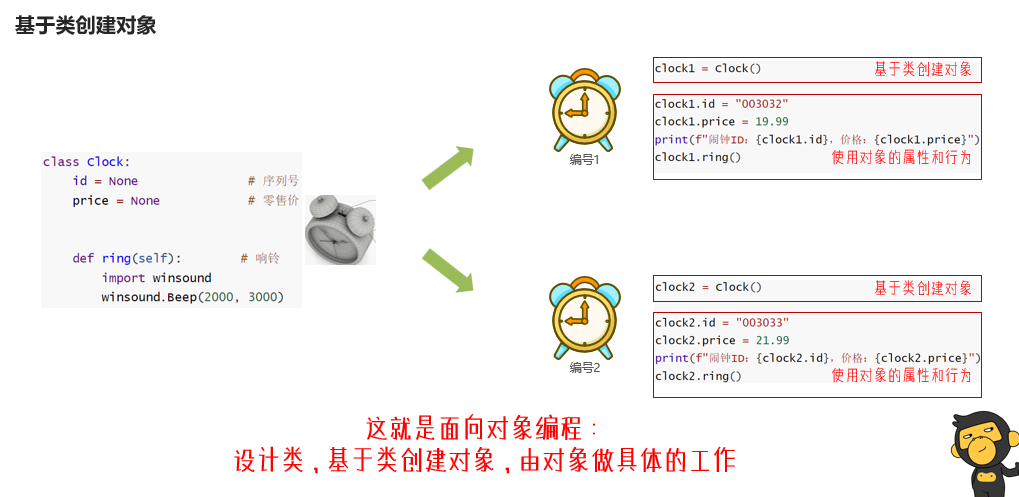 基于类创建对象
class Clock:
id = None # 序列号
price = None # 零售价
def ring(self): # 响铃
import winsound
winsound.Beep(2000, 3000)
编号1
clock1 = Clock() 基于类创建对象
clock1.id = "003032"
clock1.price = 19.99
print(f"闹钟ID：{clock1.id}，价格：{clock1.price}")
clock1.ring() 使用对象的属性和行为
编号2
clock2 = Clock() 基于类创建对象
clock2.id = "003033"
clock2.price = 21.99
print(f"闹钟ID：{clock2.id}，价格：{clock2.price}")
clock2.ring() 使用对象的属性和行为
这就是面向对象编程：
设计类，基于类创建对象，由对象做具体的工作